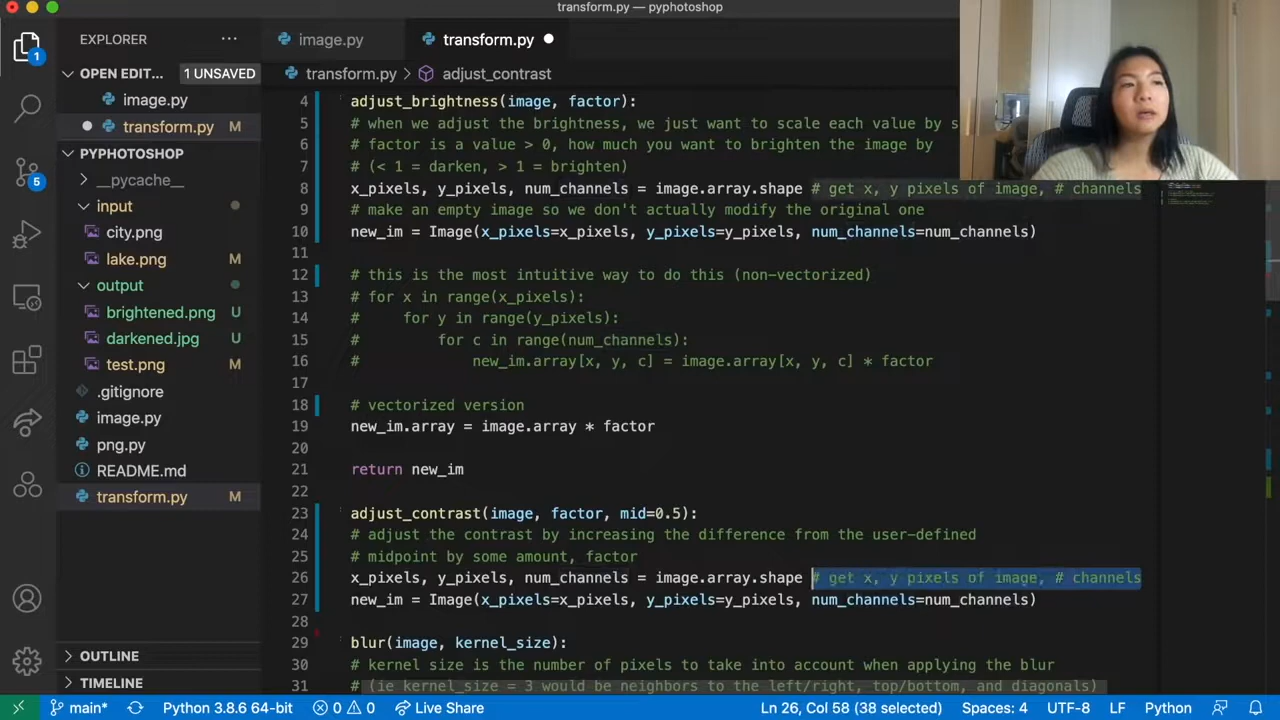 transform.py — pyphotoshop
EXPLORER
image.py
transform.py
OPEN EDIT...
1 UNSAVED
transform.py > adjust_contrast
image.py
transform.py M
PYPHOTOSHOP
__pycache__
input
city.png
lake.png M
output
brightened.png U
darkened.jpg U
test.png M
.gitignore
image.py
png.py
README.md
transform.py M
OUTLINE
TIMELINE
1
5
4 adjust_brightness(image, factor):
5 # when we adjust the brightness, we just want to scale each value by s
6 # factor is a value > 0, how much you want to brighten the image by
7 # (< 1 = darken, > 1 = brighten)
8 x_pixels, y_pixels, num_channels = image.array.shape # get x, y pixels of image, # channels
9 # make an empty image so we don't actually modify the original one
10 new_im = Image(x_pixels=x_pixels, y_pixels=y_pixels, num_channels=num_channels)
11
12 # this is the most intuitive way to do this (non-vectorized)
13 # for x in range(x_pixels):
14 #     for y in range(y_pixels):
15 #         for c in range(num_channels):
16 #             new_im.array[x, y, c] = image.array[x, y, c] * factor
17
18 # vectorized version
19 new_im.array = image.array * factor
20
21 return new_im
22
23 adjust_contrast(image, factor, mid=0.5):
24 # adjust the contrast by increasing the difference from the user-defined
25 # midpoint by some amount, factor
26 x_pixels, y_pixels, num_channels = image.array.shape # get x, y pixels of image, # channels
27 new_im = Image(x_pixels=x_pixels, y_pixels=y_pixels, num_channels=num_channels)
28
29 blur(image, kernel_size):
30 # kernel size is the number of pixels to take into account when applying the blur
31 # (ie kernel_size = 3 would be neighbors to the left/right, top/bottom, and diagonals)
main* Python 3.8.6 64-bit 0 0 Live Share Ln 26, Col 58 (38 selected) Spaces: 4 UTF-8 LF Python